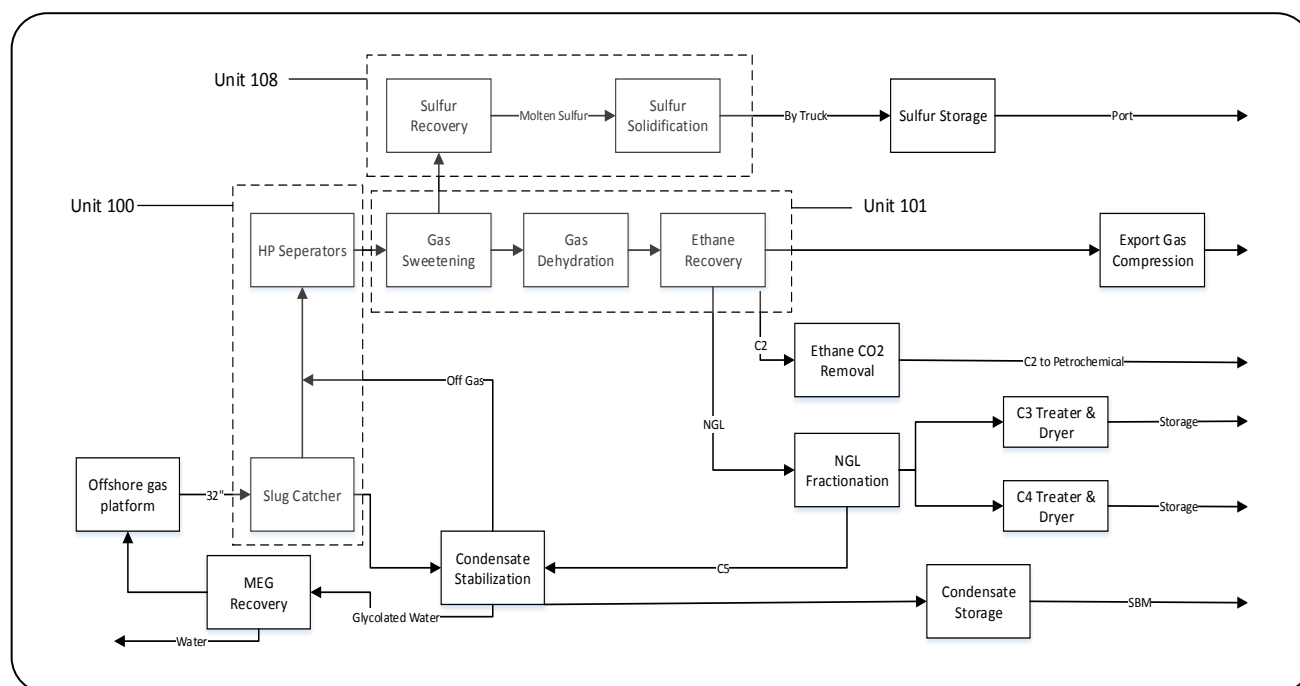 Unit 108
Sulfur
Recovery
Molten Sulfur
Sulfur
Solidification
By Truck
Sulfur Storage
Port
Unit 100
Unit 101
HP Seperators
Gas
Sweetening
Gas
Dehydration
Ethane
Recovery
Export Gas
Compression
C2
Ethane CO2
Removal
C2 to Petrochemical
Off Gas
NGL
C3 Treater &
Dryer
Storage
Offshore gas
platform
32"
Slug Catcher
NGL
Fractionation
C4 Treater &
Dryer
Storage
Condensate
Stabilization
C5
MEG
Recovery
Glycolated Water
Water
Condensate
Storage
SBM